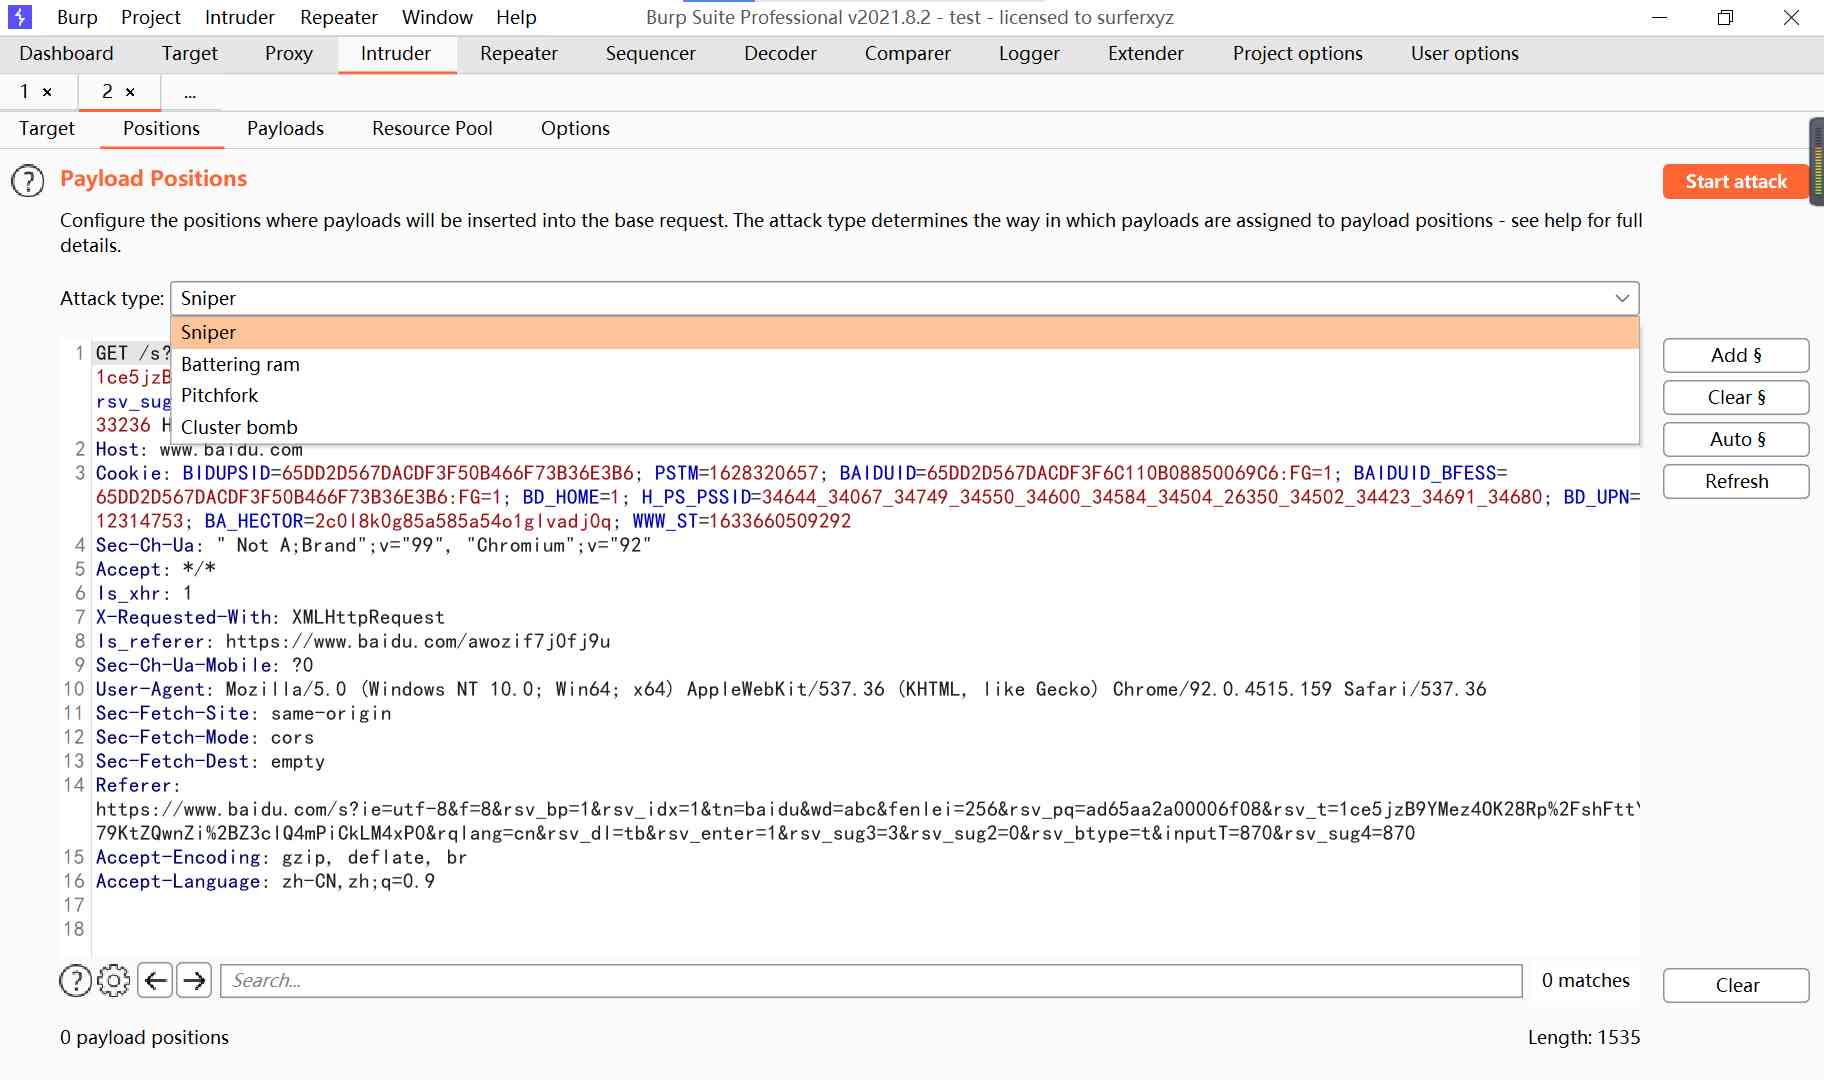 Burp Project Intruder Repeater Window Help Burp Suite Professional v2021.8.2 - test - licensed to surferxyz
Dashboard Target Proxy Intruder Repeater Sequencer Decoder Comparer Logger Extender Project options User options
1 × 2 × ...
Target Positions Payloads Resource Pool Options
? Payload Positions
Start attack
Configure the positions where payloads will be inserted into the base request. The attack type determines the way in which payloads are assigned to payload positions - see help for full
details.
Attack type: Sniper
Sniper
Battering ram
Pitchfork
Cluster bomb
Add §
Clear §
Auto §
Refresh
1 GET /s?
1ce5jzB
rsv_sug
33236 H
2 Host: www.baidu.com
3 Cookie: BIDUPSID=65DD2D567DACDF3F50B466F73B36E3B6; PSTM=1628320657; BAIDUID=65DD2D567DACDF3F6C110B08850069C6:FG=1; BAIDUID_BFESS=
65DD2D567DACDF3F50B466F73B36E3B6:FG=1; BD_HOME=1; H_PS_PSSID=34644_34067_34749_34550_34600_34584_34504_26350_34502_34423_34691_34680; BD_UPN=
12314753; BA_HECTOR=2c0l8k0g85a585a54o1glvadj0q; WWW_ST=1633660509292
4 Sec-Ch-Ua: " Not A;Brand";v="99", "Chromium";v="92"
5 Accept: */*
6 Is_xhr: 1
7 X-Requested-With: XMLHttpRequest
8 Is_referer: https://www.baidu.com/awozif7j0fj9u
9 Sec-Ch-Ua-Mobile: ?0
10 User-Agent: Mozilla/5.0 (Windows NT 10.0; Win64; x64) AppleWebKit/537.36 (KHTML, like Gecko) Chrome/92.0.4515.159 Safari/537.36
11 Sec-Fetch-Site: same-origin
12 Sec-Fetch-Mode: cors
13 Sec-Fetch-Dest: empty
14 Referer:
https://www.baidu.com/s?ie=utf-8&f=8&rsv_bp=1&rsv_idx=1&tn=baidu&wd=abc&fenlei=256&rsv_pq=ad65aa2a00006f08&rsv_t=1ce5jzB9YMez40K28Rp%2FshFtt
79KtZQwnZi%2BZ3clQ4mPiCkLM4xP0&rqlang=cn&rsv_dl=tb&rsv_enter=1&rsv_sug3=3&rsv_sug2=0&rsv_btype=t&inputT=870&rsv_sug4=870
15 Accept-Encoding: gzip, deflate, br
16 Accept-Language: zh-CN,zh;q=0.9
17
18
? Search... 0 matches Clear
0 payload positions Length: 1535